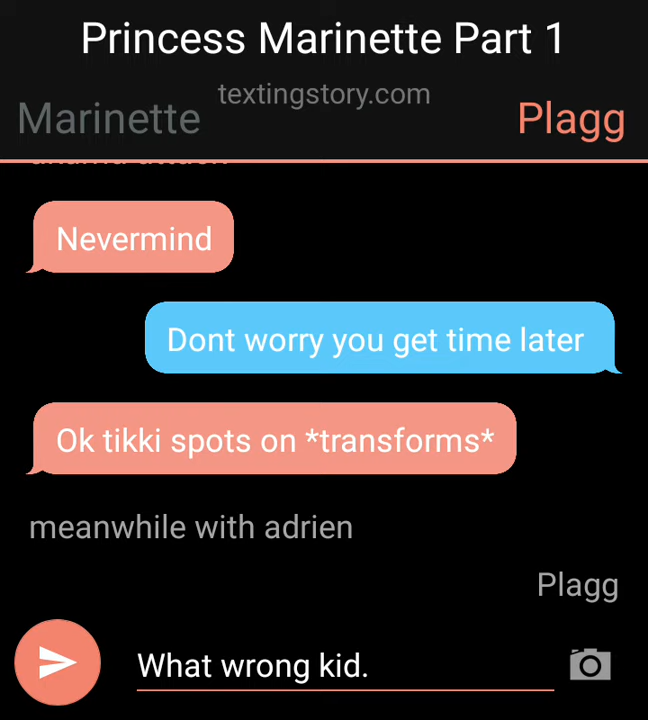 Princess Marinette Part 1
textingstory.com
Marinette
Plagg
Nevermind
Dont worry you get time later
Ok tikki spots on *transforms*
meanwhile with adrien
Plagg
What wrong kid.